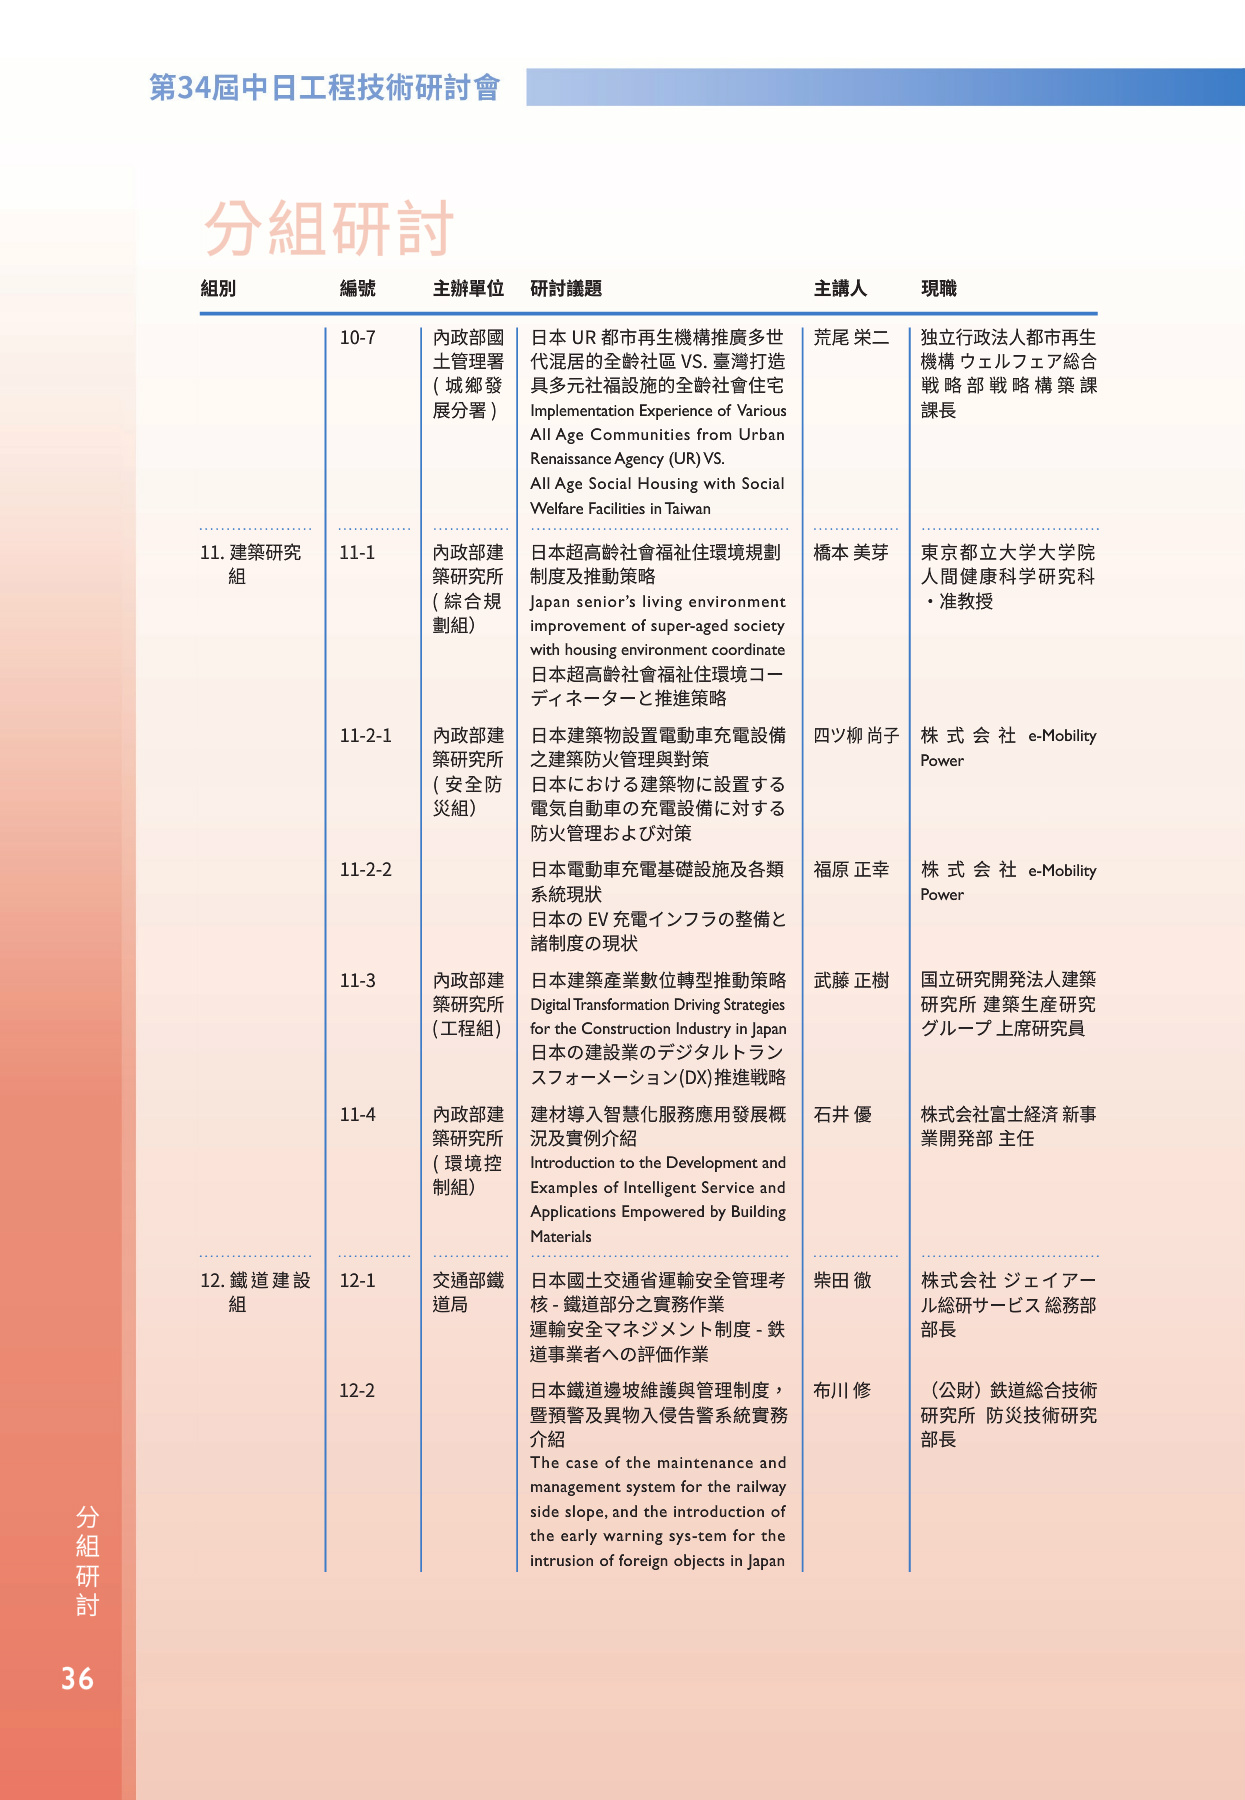 第34屆中日工程技術研討會
分組研討
組別 編號 主辦單位 研討議題 主講人 現職
10-7
內政部國
土管理署
( 城鄉發
展分署 )
日本 UR 都市再生機構推廣多世
代混居的全齡社區 VS. 臺灣打造
具多元社福設施的全齡社會住宅
Implementation Experience of Various
All Age Communities from Urban
Renaissance Agency (UR) VS.
All Age Social Housing with Social
Welfare Facilities in Taiwan
荒尾 栄二
独立行政法人都市再生
機構 ウェルフェア総合
戦略部戦略構築課
課長
11. 建築研究
組
11-1
內政部建
築研究所
( 綜合規
劃組）
日本超高齡社會福祉住環境規劃
制度及推動策略
Japan senior’s living environment
improvement of super-aged society
with housing environment coordinate
日本超高齡社會福祉住環境コー
ディネーターと推進策略
橋本 美芽
東京都立大学大学院
人間健康科学研究科
・准教授
11-2-1
內政部建
築研究所
( 安全防
災組）
日本建築物設置電動車充電設備
之建築防火管理與對策
日本における建築物に設置する
電気自動車の充電設備に対する
防火管理および対策
四ツ柳 尚子
株式会社 e-Mobility
Power
11-2-2
日本電動車充電基礎設施及各類
系統現狀
日本の EV 充電インフラの整備と
諸制度の現状
福原 正幸
株式会社 e-Mobility
Power
11-3
內政部建
築研究所
(工程組)
日本建築產業數位轉型推動策略
Digital Transformation Driving Strategies
for the Construction Industry in Japan
日本の建設業のデジタルトラン
スフォーメーション(DX)推進戦略
武藤 正樹
国立研究開発法人建築
研究所 建築生産研究
グループ 上席研究員
11-4
內政部建
築研究所
( 環境控
制組）
建材導入智慧化服務應用發展概
況及實例介紹
Introduction to the Development and
Examples of Intelligent Service and
Applications Empowered by Building
Materials
石井 優
株式会社富士経済 新事
業開発部 主任
12. 鐵道建設
組
12-1
交通部鐵
道局
日本國土交通省運輸安全管理考
核 - 鐵道部分之實務作業
運輸安全マネジメント制度 - 鉄
道事業者への評価作業
柴田 徹
株式会社 ジェイアー
ル総研サービス 総務部
部長
12-2
日本鐵道邊坡維護與管理制度，
暨預警及異物入侵告警系統實務
介紹
The case of the maintenance and
management system for the railway
side slope, and the introduction of
the early warning sys-tem for the
intrusion of foreign objects in Japan
布川 修
（公財）鉄道総合技術
研究所 防災技術研究
部長
分組研討
36